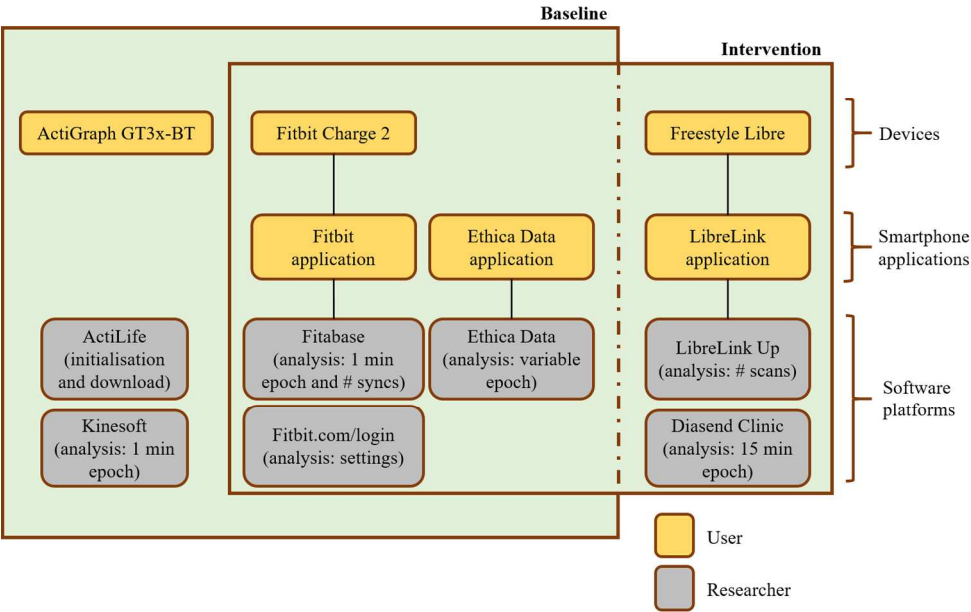 Baseline
Intervention
ActiGraph GT3x-BT
Fitbit Charge 2
Freestyle Libre
Devices
Fitbit
application
Ethica Data
application
LibreLink
application
Smartphone
applications
ActiLife
(initialisation
and download)
Fitabase
(analysis: 1 min
epoch and # syncs)
Ethica Data
(analysis: variable
epoch)
LibreLink Up
(analysis: # scans)
Software
platforms
Kinesoft
(analysis: 1 min
epoch)
Fitbit.com/login
(analysis: settings)
Diasend Clinic
(analysis: 15 min
epoch)
User
Researcher